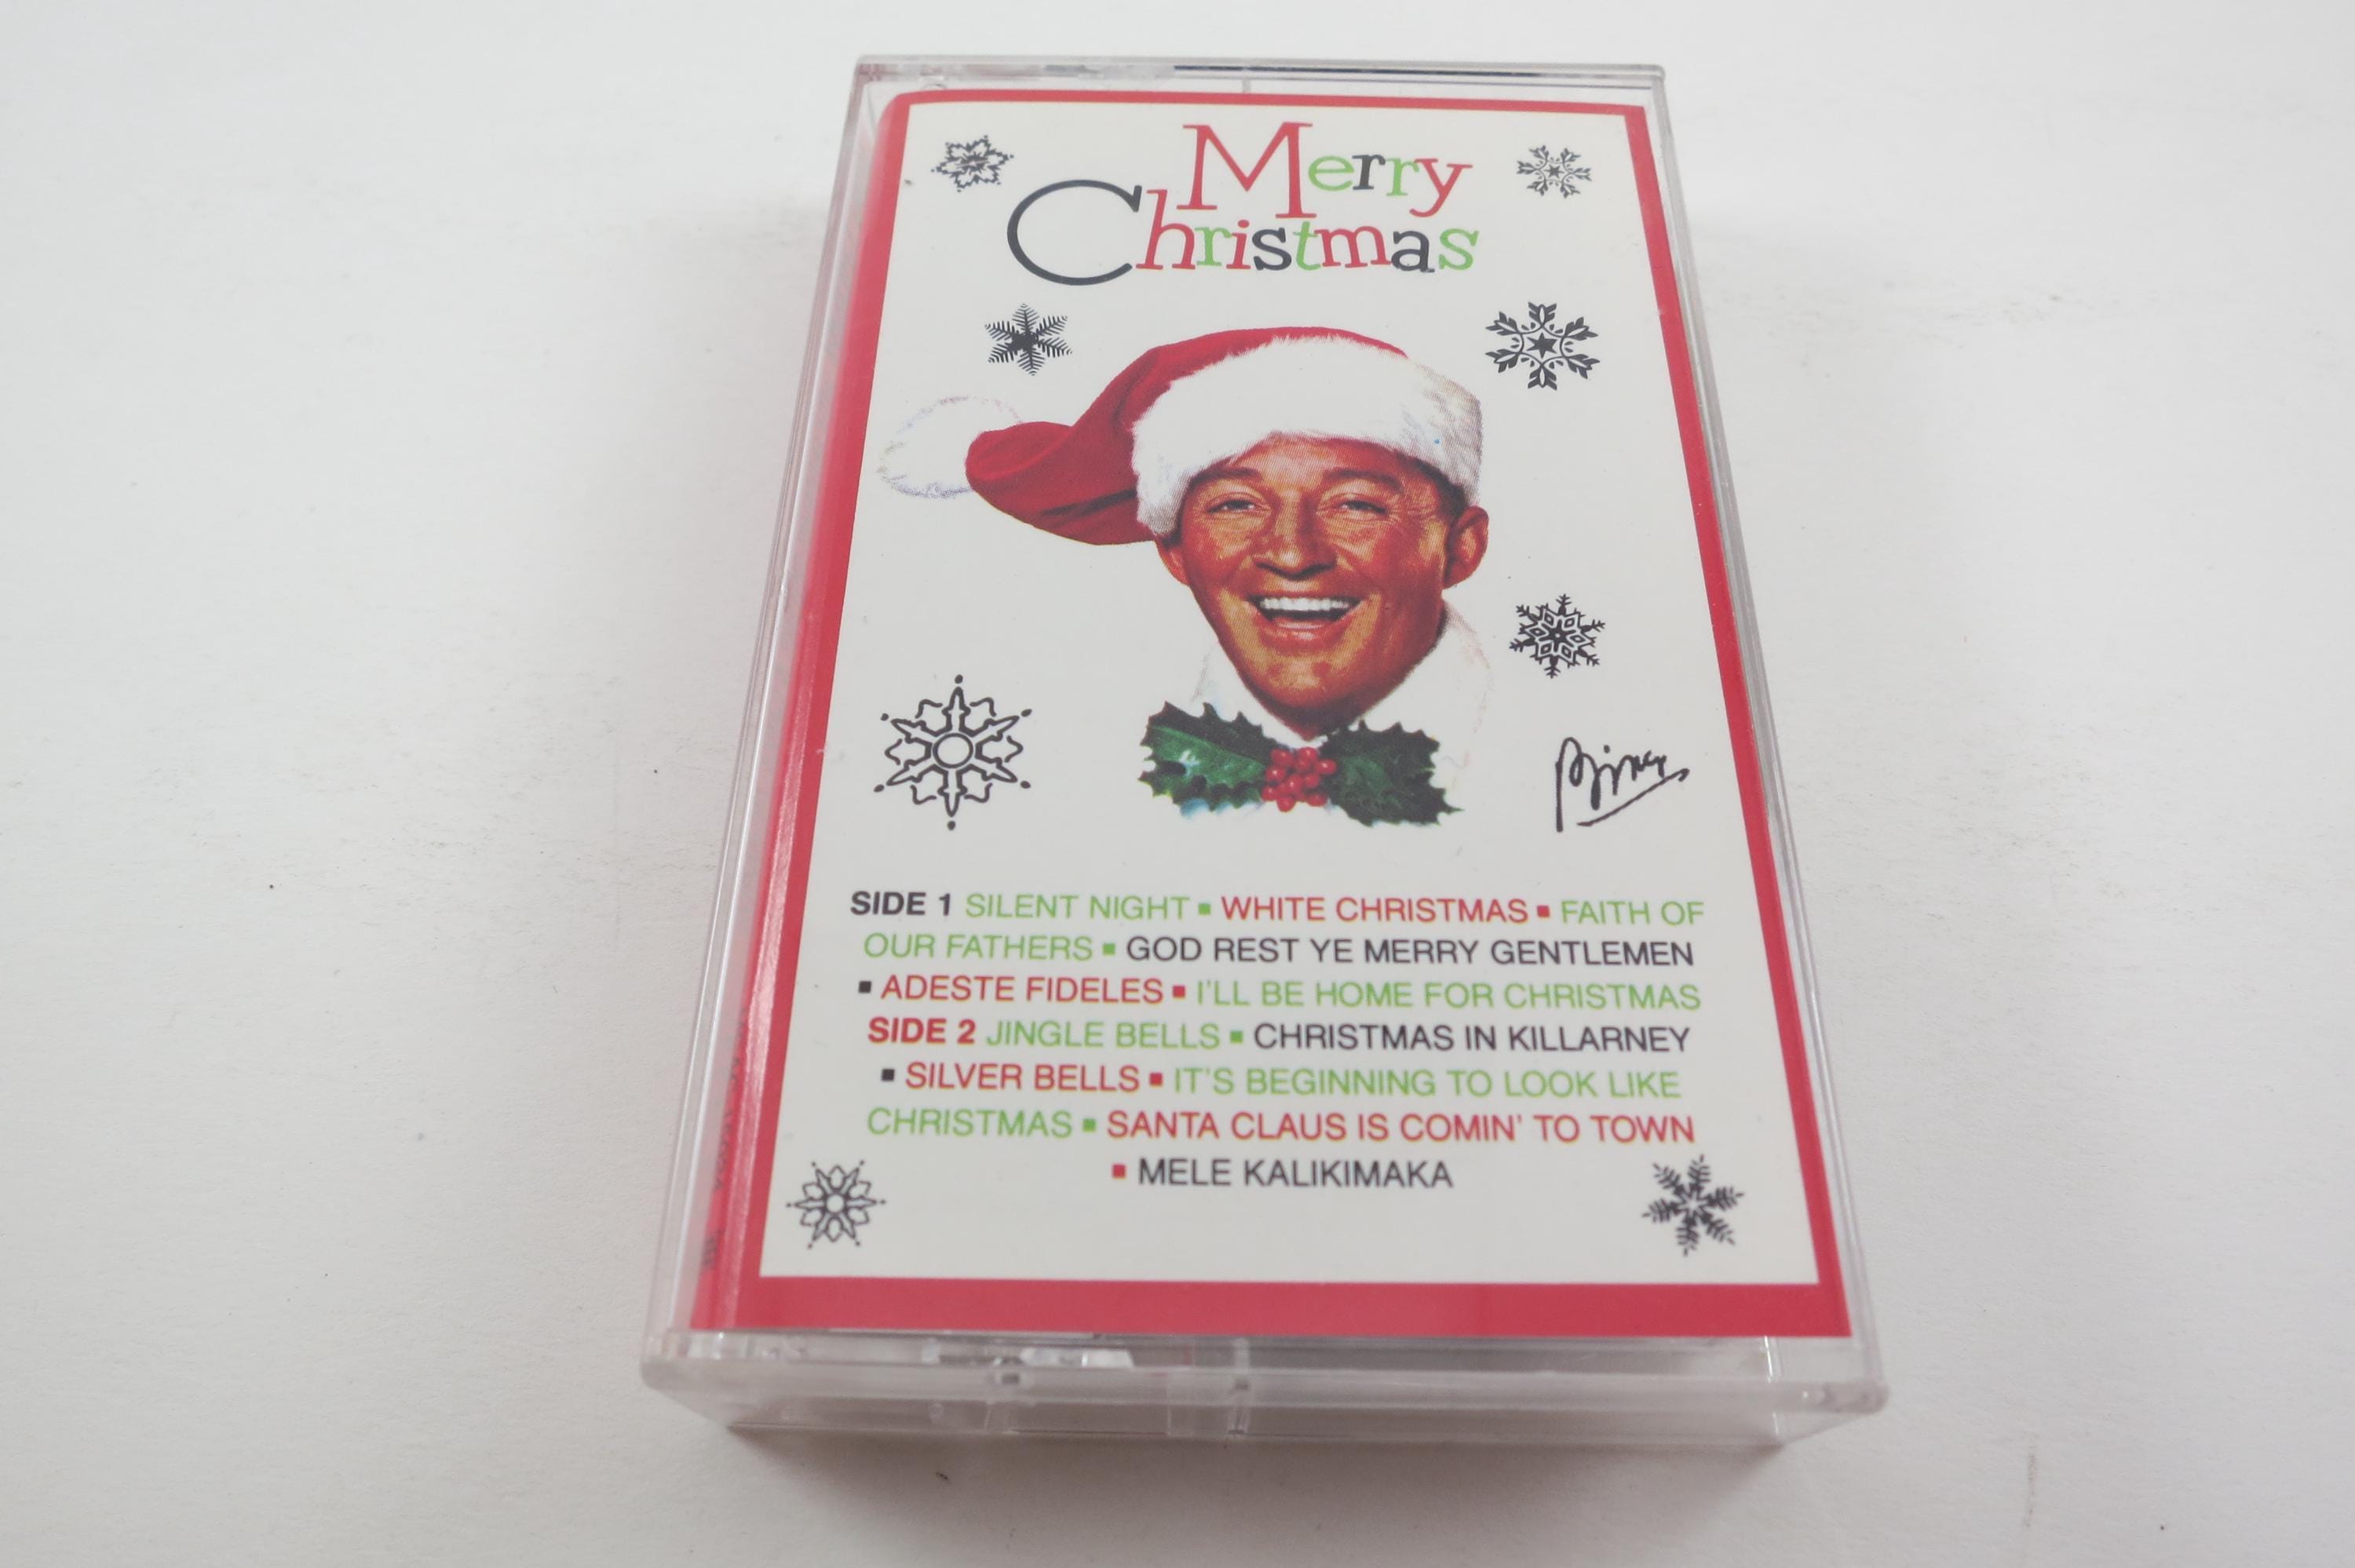 Merry
Christmas
Bing
SIDE 1 SILENT NIGHT ▪ WHITE CHRISTMAS ▪ FAITH OF
OUR FATHERS ▪ GOD REST YE MERRY GENTLEMEN
▪ ADESTE FIDELES ▪ I'LL BE HOME FOR CHRISTMAS
SIDE 2 JINGLE BELLS ▪ CHRISTMAS IN KILLARNEY
▪ SILVER BELLS ▪ IT'S BEGINNING TO LOOK LIKE
CHRISTMAS ▪ SANTA CLAUS IS COMIN' TO TOWN
▪ MELE KALIKIMAKA